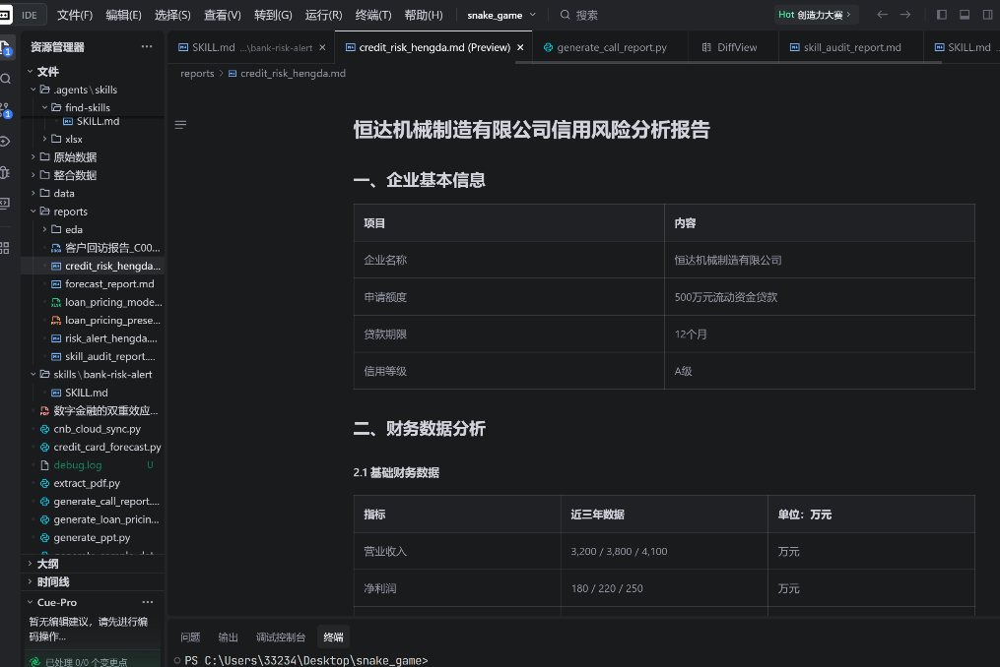 IDE 文件(F) 编辑(E) 选择(S) 查看(V) 转到(G) 运行(R) 终端(T) 帮助(H) snake_game 搜索 Hot 创造力大赛
资源管理器
SKILL.md ...\bank-risk-alert credit_risk_hengda.md (Preview) generate_call_report.py DiffView skill_audit_report.md SKILL.md
reports > credit_risk_hengda.md
文件
.agents\skills
find-skills
SKILL.md
xlsx
原始数据
整合数据
data
reports
eda
客户回访报告_C00...
credit_risk_hengda...
forecast_report.md
loan_pricing_mode...
loan_pricing_prese...
risk_alert_hengda....
skill_audit_report....
skills\bank-risk-alert
SKILL.md
数字金融的双重效应...
cnb_cloud_sync.py
credit_card_forecast.py
debug.log U
extract_pdf.py
generate_call_report....
generate_loan_pricin...
generate_ppt.py
大纲
时间线
Cue-Pro
暂无编辑建议，请先进行编
码操作...
已处理 0/0 个变更点
恒达机械制造有限公司信用风险分析报告
一、企业基本信息
项目 内容
企业名称 恒达机械制造有限公司
申请额度 500万元流动资金贷款
贷款期限 12个月
信用等级 A级
二、财务数据分析
2.1 基础财务数据
指标 近三年数据 单位：万元
营业收入 3,200 / 3,800 / 4,100 万元
净利润 180 / 220 / 250 万元
问题 输出 调试控制台 终端
PS C:\Users\33234\Desktop\snake_game>